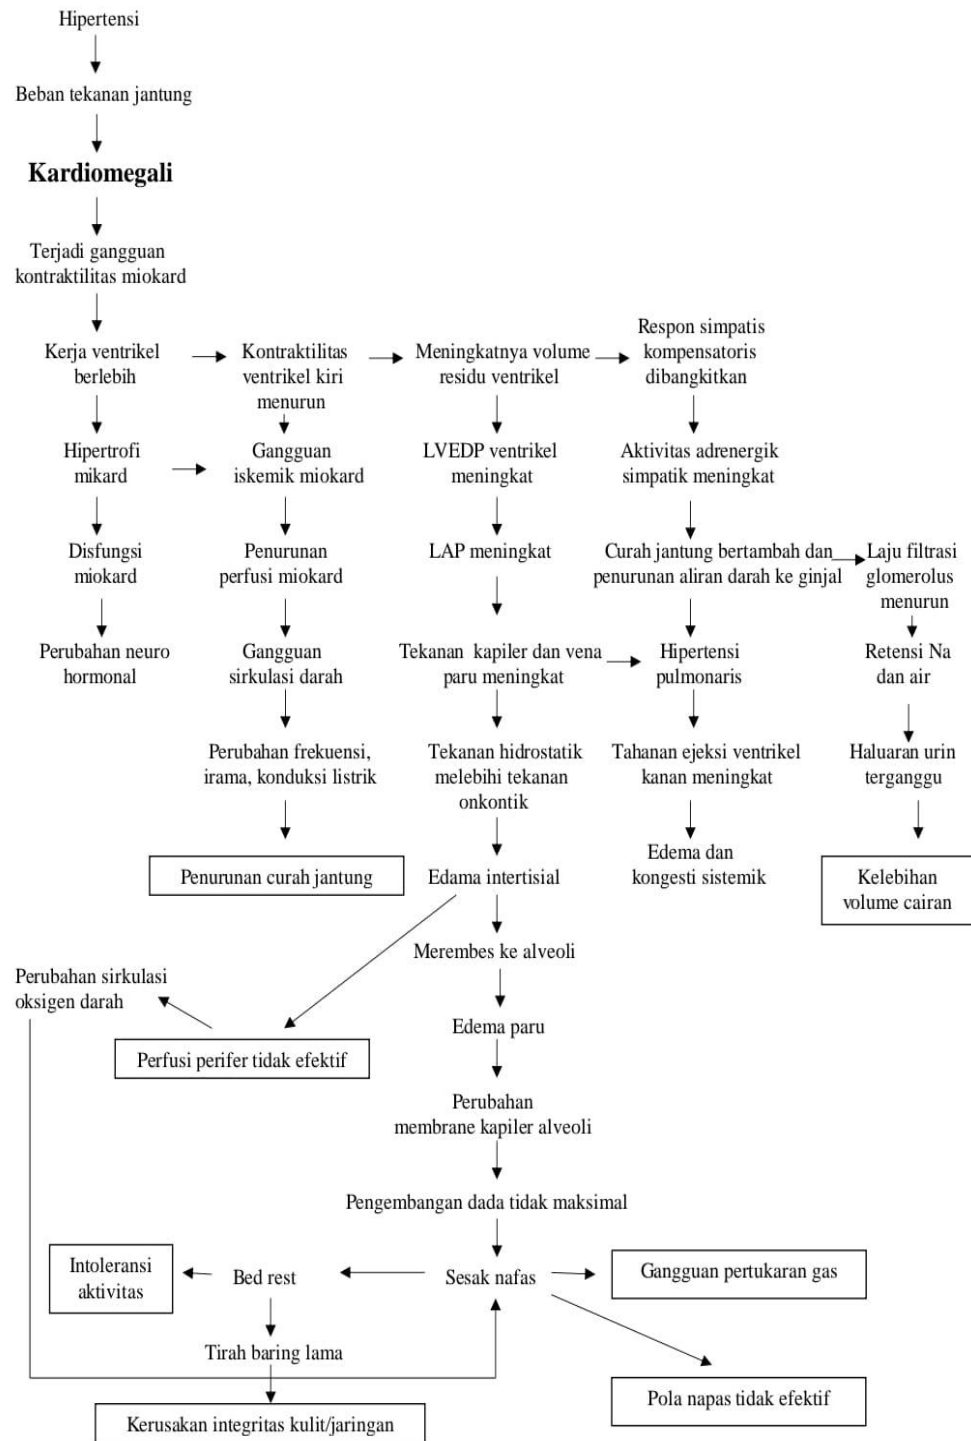 Hipertensi
Beban tekanan jantung
Kardiomegali
Terjadi gangguan
kontraktilitas miokard
Kerja ventrikel
berlebih
Kontraktilitas
ventrikel kiri
menurun
Meningkatnya volume
residu ventrikel
Respon simpatis
kompensatoris
dibangkitkan
Hipertrofi
mikard
Gangguan
iskemik miokard
LVEDP ventrikel
meningkat
Aktivitas adrenergik
simpatik meningkat
Disfungsi
miokard
Penurunan
perfusi miokard
LAP meningkat
Curah jantung bertambah dan
penurunan aliran darah ke ginjal
Laju filtrasi
glomerolus
menurun
Perubahan neuro
hormonal
Gangguan
sirkulasi darah
Tekanan kapiler dan vena
paru meningkat
Hipertensi
pulmonaris
Retensi Na
dan air
Perubahan frekuensi,
irama, konduksi listrik
Tekanan hidrostatik
melebihi tekanan
onkontik
Tahanan ejeksi ventrikel
kanan meningkat
Haluaran urin
terganggu
Penurunan curah jantung
Edama intertisial
Edema dan
kongesti sistemik
Kelebihan
volume cairan
Merembes ke alveoli
Perubahan sirkulasi
oksigen darah
Edema paru
Perfusi perifer tidak efektif
Perubahan
membrane kapiler alveoli
Pengembangan dada tidak maksimal
Intoleransi
aktivitas
Bed rest
Sesak nafas
Gangguan pertukaran gas
Tirah baring lama
Pola napas tidak efektif
Kerusakan integritas kulit/jaringan